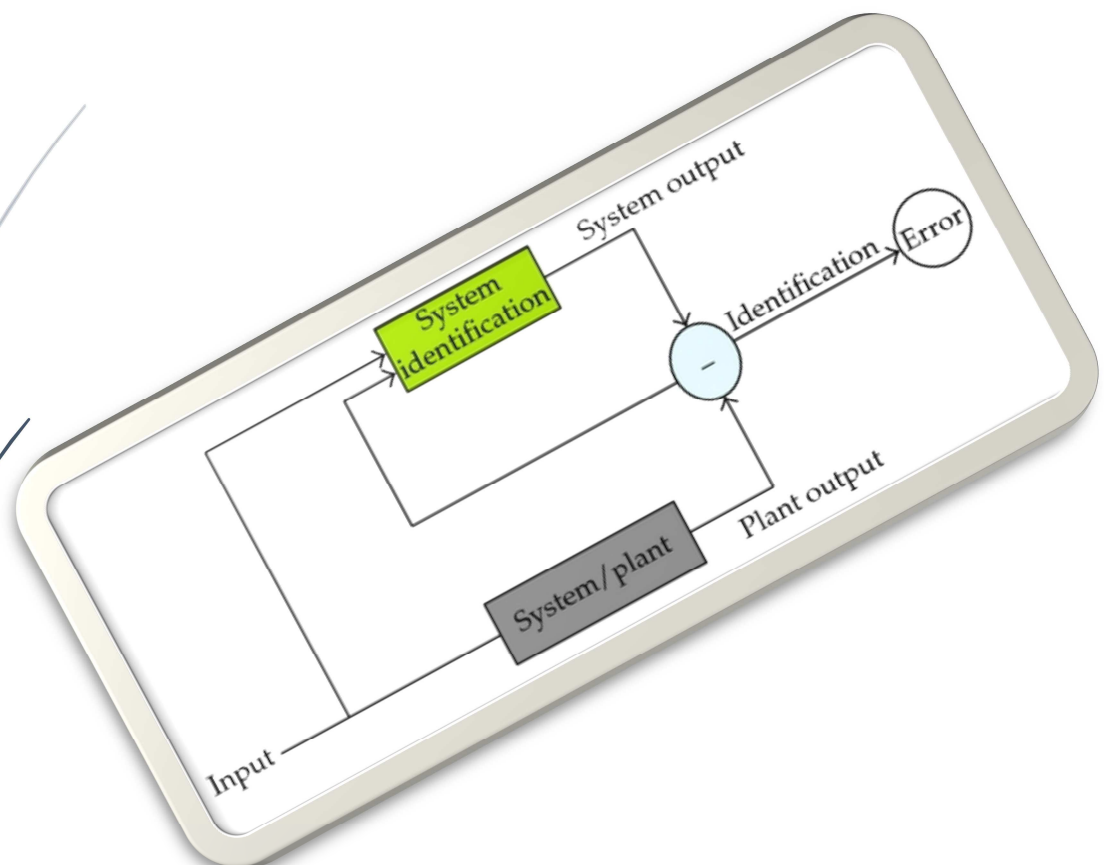 System output
Error
Identification
System
identification
–
Plant output
System/plant
Input